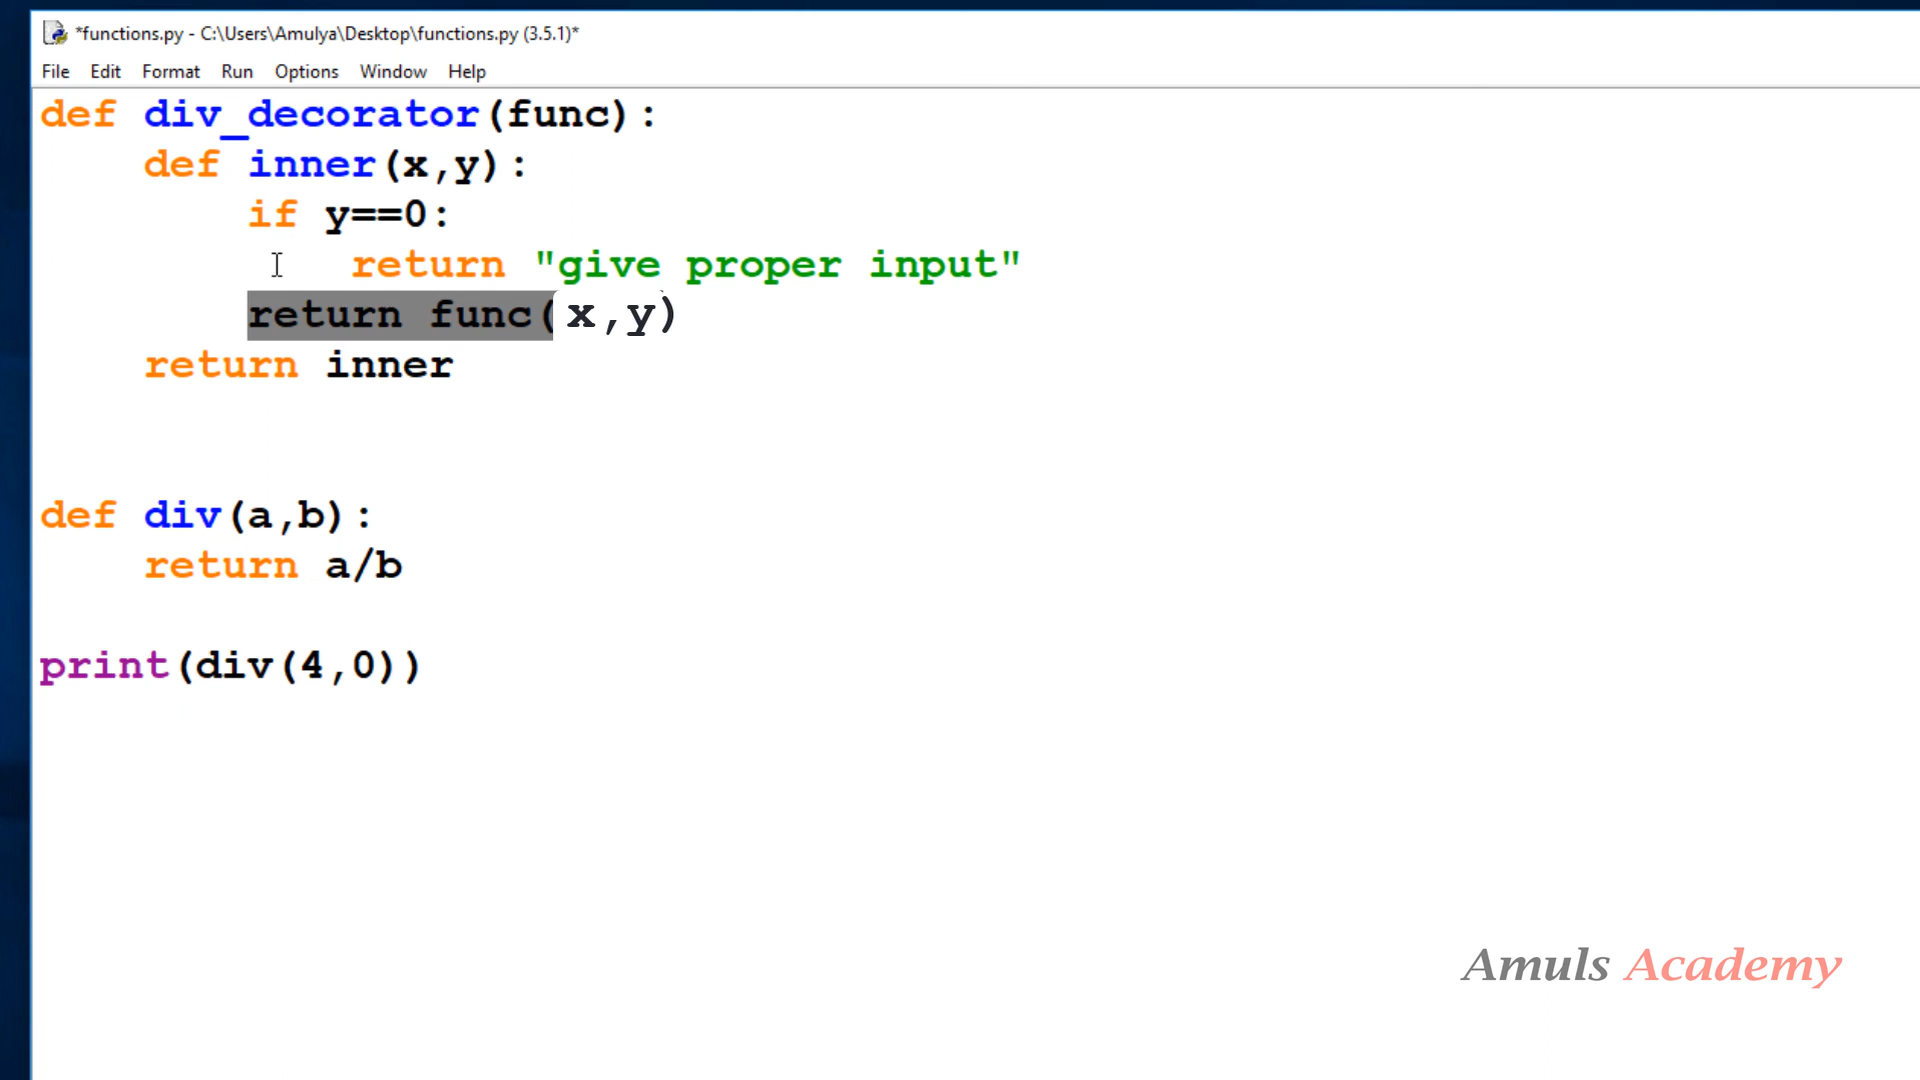 *functions.py - C:\Users\Amulya\Desktop\functions.py (3.5.1)*
File Edit Format Run Options Window Help
def div_decorator(func):
    def inner(x,y):
        if y==0:
            return "give proper input"
        return func(x,y)
    return inner
def div(a,b):
    return a/b
print(div(4,0))
Amuls Academy